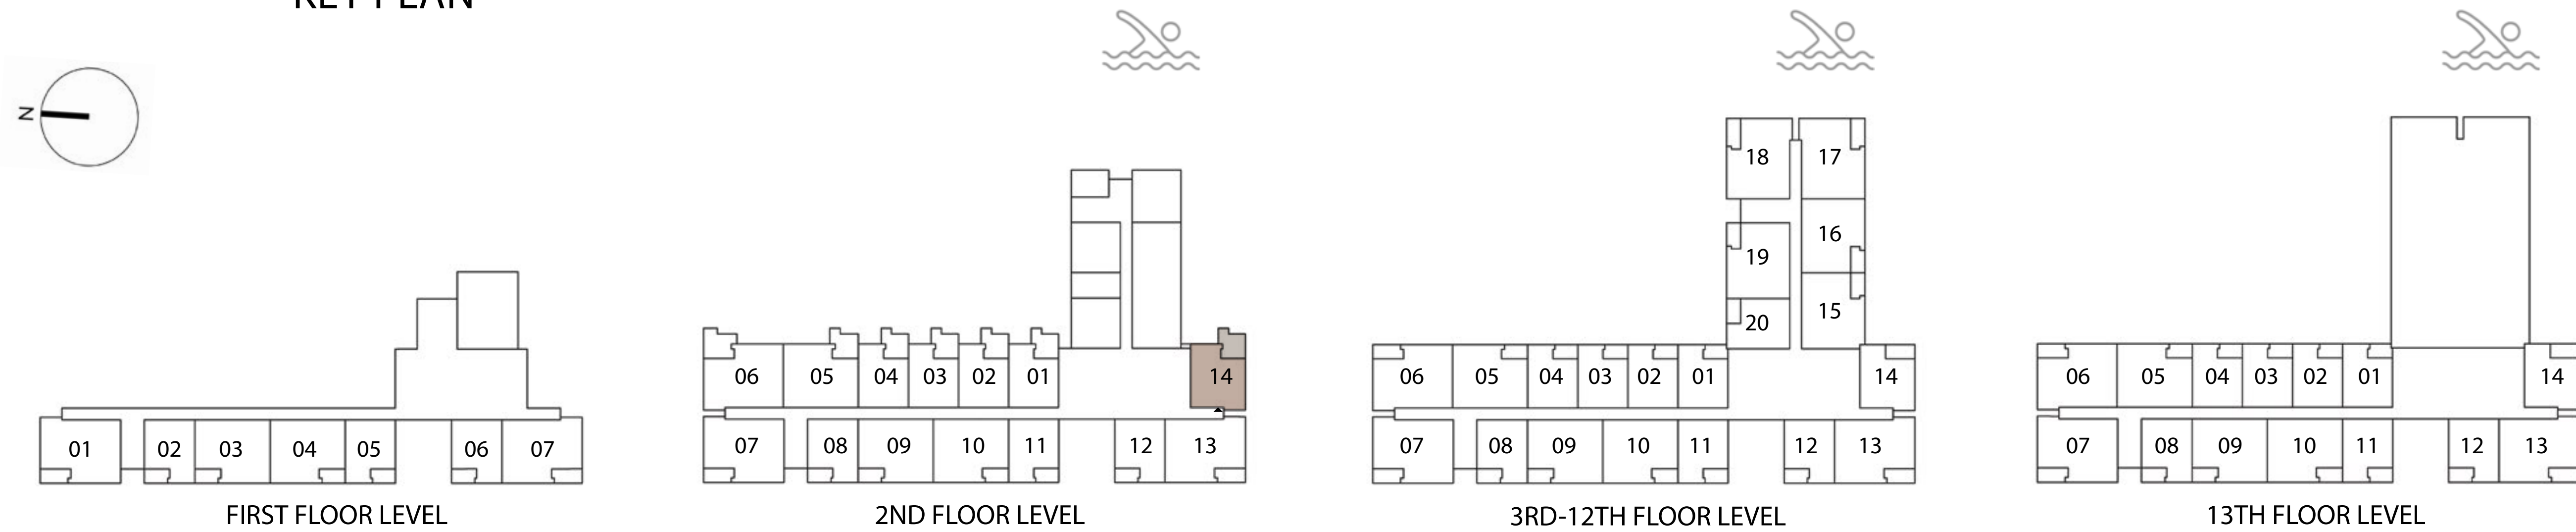 KEY PLAN
N
18 17
16
19
15
20
06 05 04 03 02 01 14
06 05 04 03 02 01 14
06 05 04 03 02 01 14
01 02 03 04 05 06 07
07 08 09 10 11 12 13
07 08 09 10 11 12 13
07 08 09 10 11 12 13
FIRST FLOOR LEVEL
2ND FLOOR LEVEL
3RD-12TH FLOOR LEVEL
13TH FLOOR LEVEL